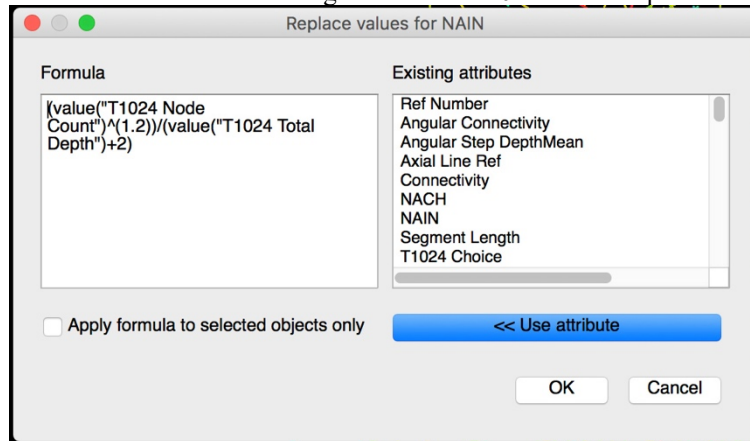 Replace values for NAIN
Formula
Existing attributes
(value("T1024 Node
Count")^(1.2))/(value("T1024 Total
Depth")+2)
Ref Number
Angular Connectivity
Angular Step DepthMean
Axial Line Ref
Connectivity
NACH
NAIN
Segment Length
T1024 Choice
Apply formula to selected objects only
<< Use attribute
OK
Cancel